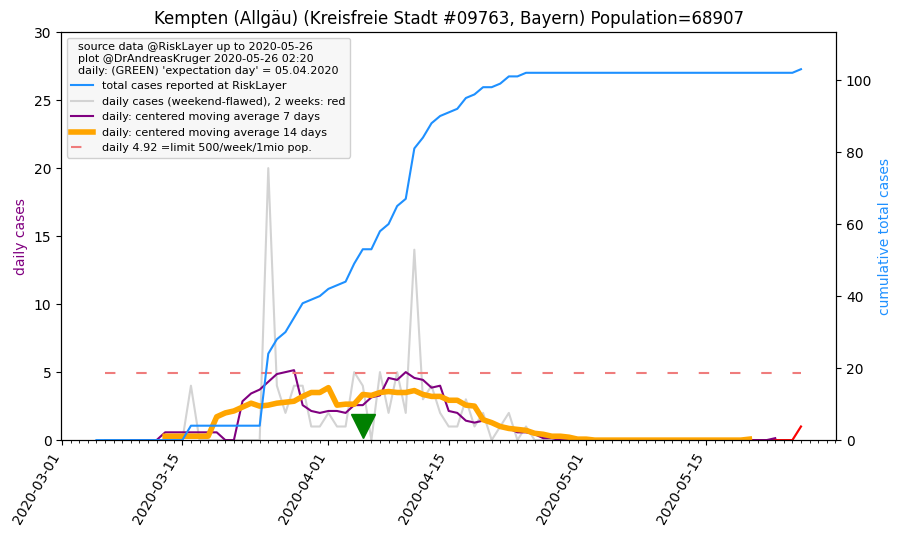 Kempten (Allgäu) (Kreisfreie Stadt #09763, Bayern) Population=68907
source data @RiskLayer up to 2020-05-26
plot @DrAndreasKruger 2020-05-26 02:20
daily: (GREEN) 'expectation day' = 05.04.2020
total cases reported at RiskLayer
daily cases (weekend-flawed), 2 weeks: red
daily: centered moving average 7 days
daily: centered moving average 14 days
daily 4.92 =limit 500/week/1mio pop.
daily cases
30
25
20
15
10
5
0
cumulative total cases
100
80
60
40
20
0
2020-03-01
2020-03-15
2020-04-01
2020-04-15
2020-05-01
2020-05-15